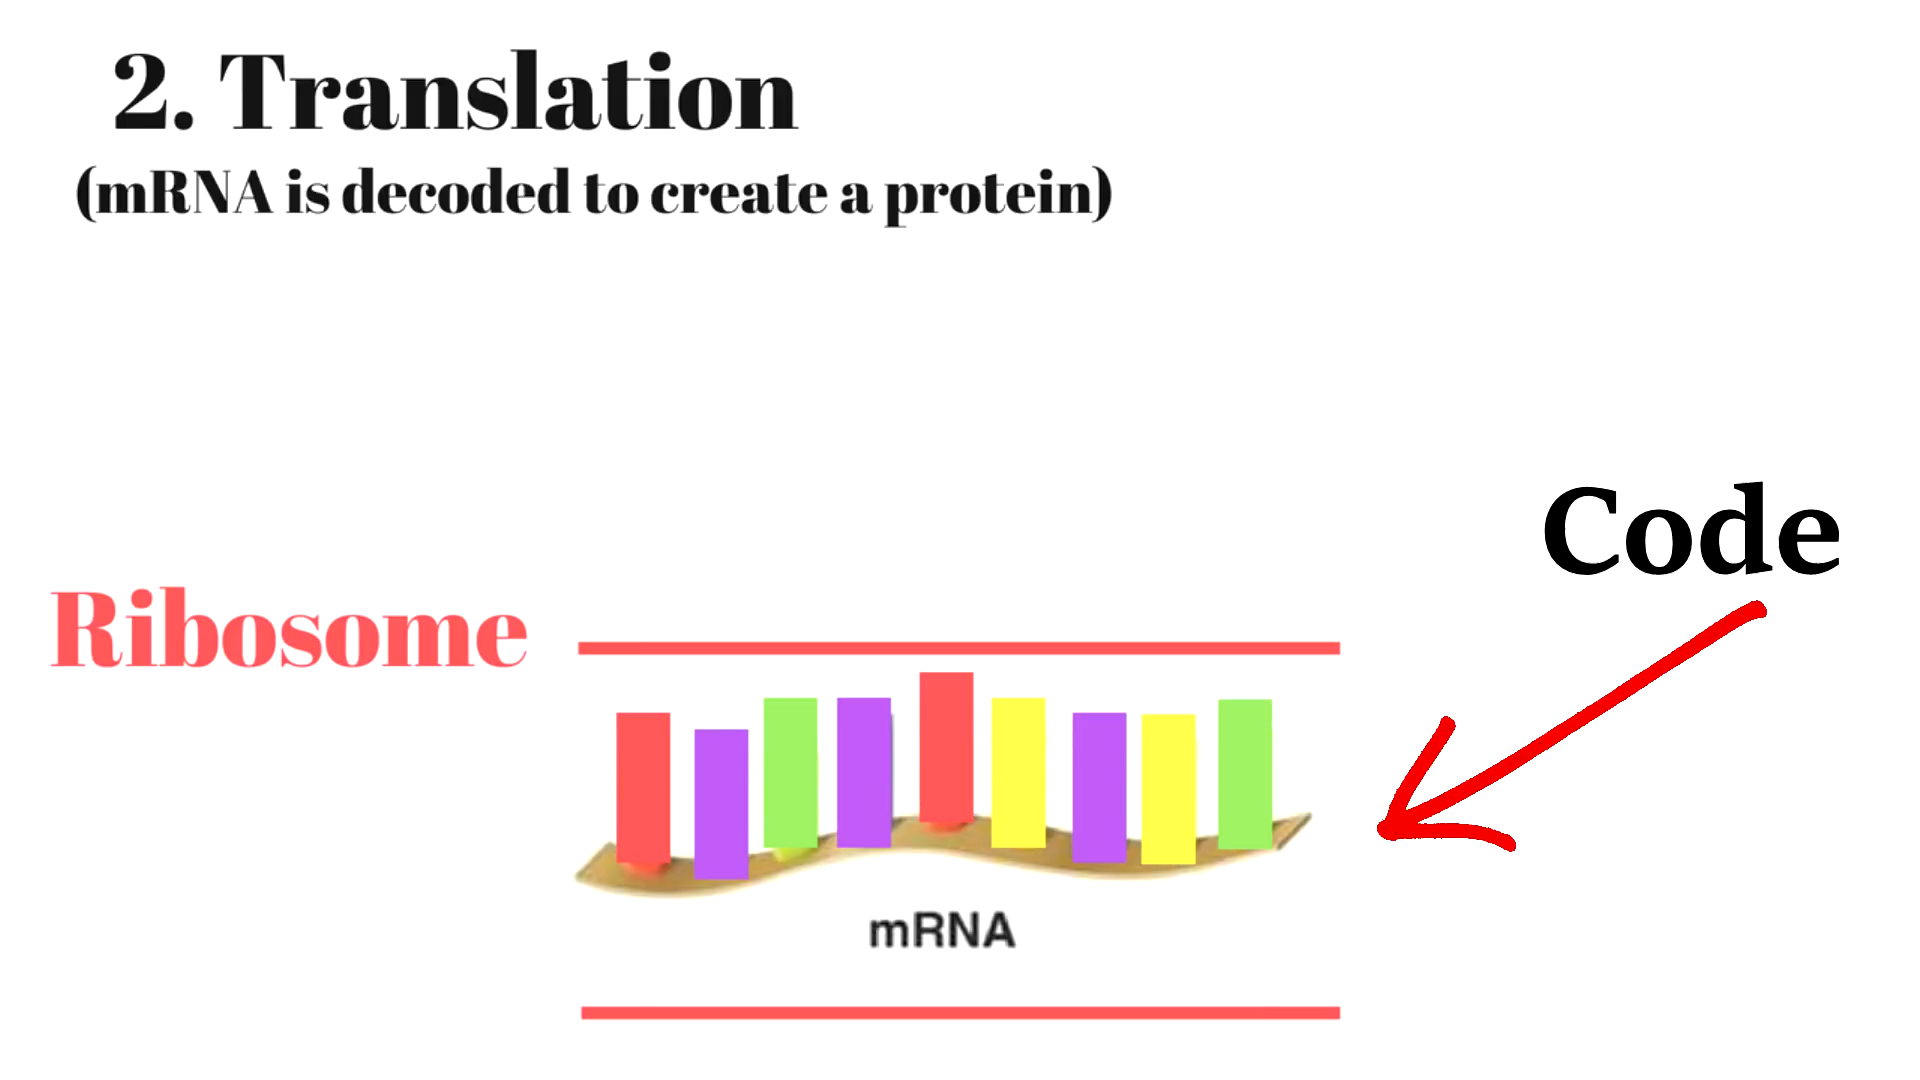 2. Translation
(mRNA is decoded to create a protein)
Code
Ribosome
mRNA